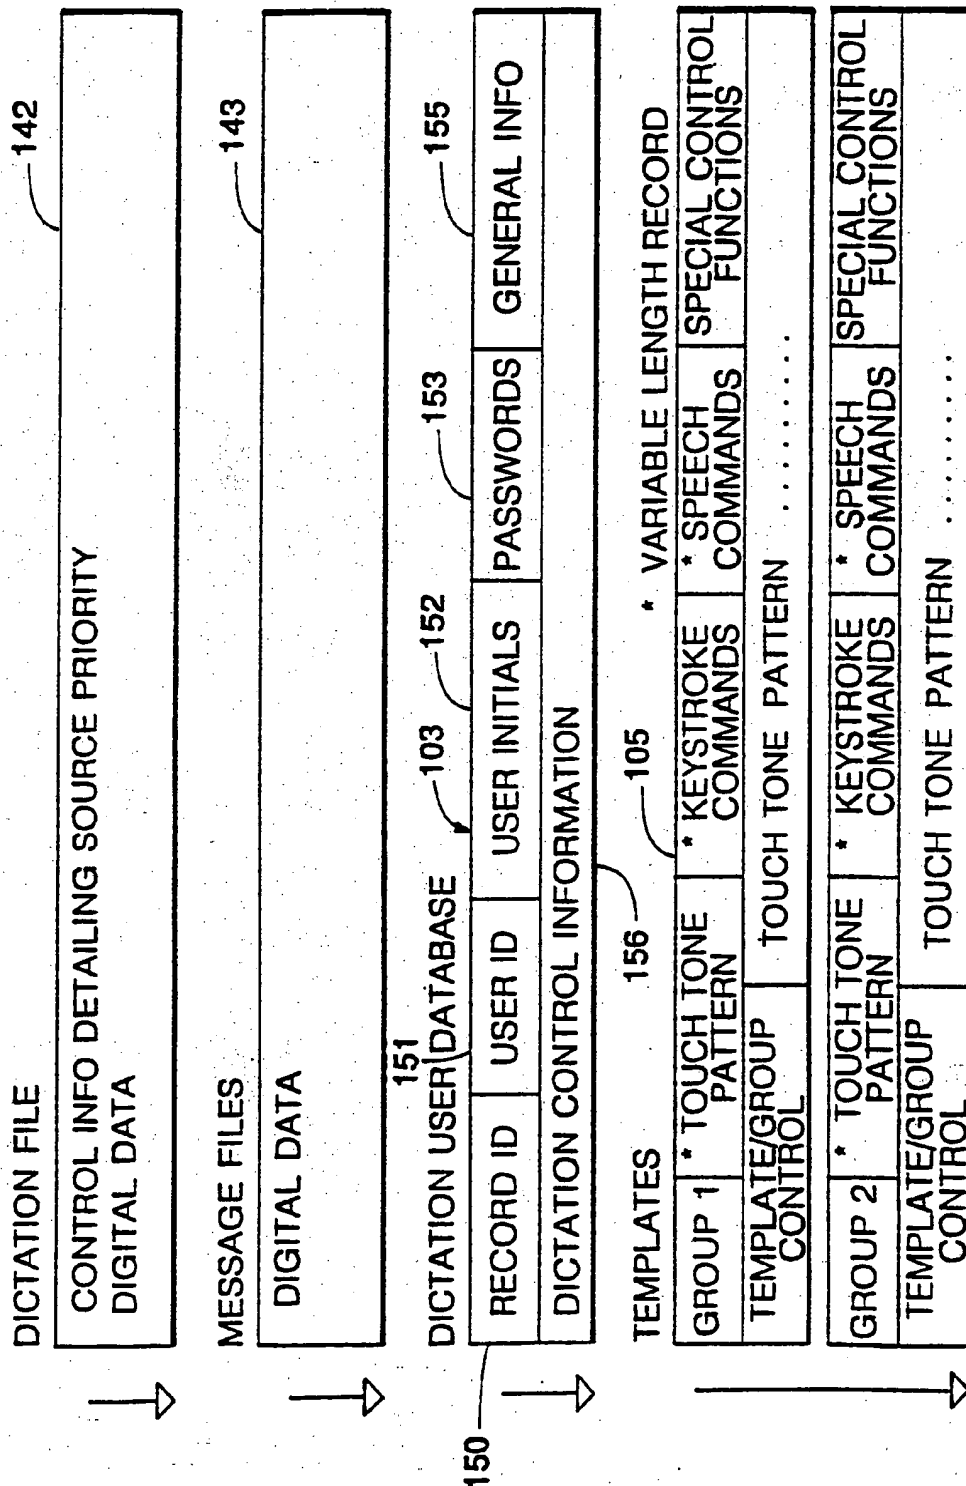 DICTATION FILE
142
CONTROL INFO DETAILING SOURCE PRIORITY
DIGITAL DATA
MESSAGE FILES
143
DIGITAL DATA
DICTATION USER DATABASE
151
103
152
153
155
RECORD ID
USER ID
USER INITIALS
PASSWORDS
GENERAL INFO
DICTATION CONTROL INFORMATION
150
156
TEMPLATES
105
* VARIABLE LENGTH RECORD
GROUP 1
* TOUCH TONE
PATTERN
* KEYSTROKE
COMMANDS
* SPEECH
COMMANDS
SPECIAL CONTROL
FUNCTIONS
TEMPLATE/GROUP
CONTROL
TOUCH TONE PATTERN .........
GROUP 2
* TOUCH TONE
PATTERN
* KEYSTROKE
COMMANDS
* SPEECH
COMMANDS
SPECIAL CONTROL
FUNCTIONS
TEMPLATE/GROUP
CONTROL
TOUCH TONE PATTERN .........